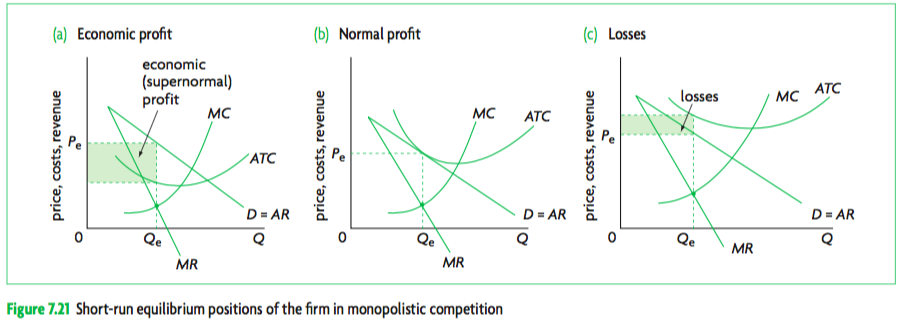 (a) Economic profit
economic
(supernormal)
profit
MC
Pe
ATC
price, costs, revenue
D = AR
0
Qe
Q
MR
(b) Normal profit
MC
ATC
Pe
price, costs, revenue
D = AR
0
Qe
Q
MR
(c) Losses
losses
MC
ATC
Pe
price, costs, revenue
D = AR
0
Qe
Q
MR
Figure 7.21 Short-run equilibrium positions of the firm in monopolistic competition